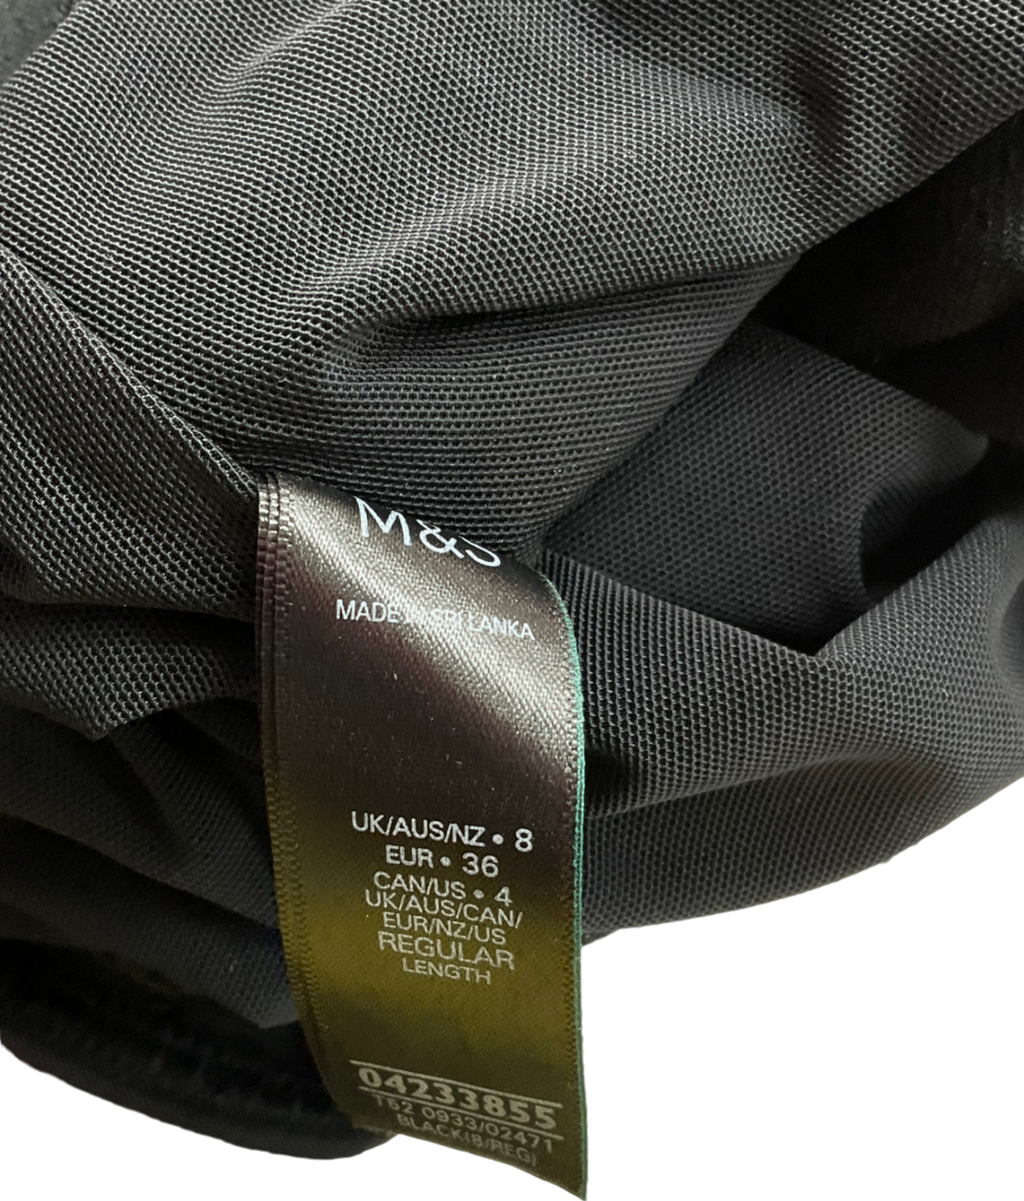 M&S
MADE IN SRI LANKA
UK/AUS/NZ • 8
EUR • 36
CAN/US • 4
UK/AUS/CAN/
EUR/NZ/US
REGULAR
LENGTH
04233855
T52 0933/02471
BLACK(8/REG)